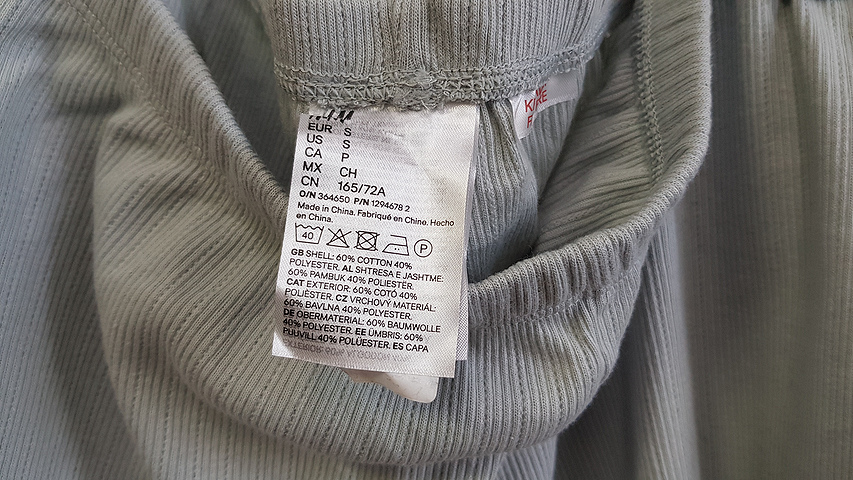 H&M
EUR S
US S
CA P
MX CH
CN 165/72A
O/N 364650 P/N 1294678 2
Made in China. Fabriqué en Chine. Hecho
en China.
40 P
GB SHELL: 60% COTTON 40%
POLYESTER. AL SHTRESA E JASHTME:
60% PAMBUK 40% POLIESTËR.
CAT EXTERIOR: 60% COTÓ 40%
POLIÈSTER. CZ VRCHOVÝ MATERIÁL:
60% BAVLNA 40% POLYESTER.
DE OBERMATERIAL: 60% BAUMWOLLE
40% POLYESTER. EE ÜMBRIS: 60%
PUUVILL 40% POLÜESTER. ES CAPA